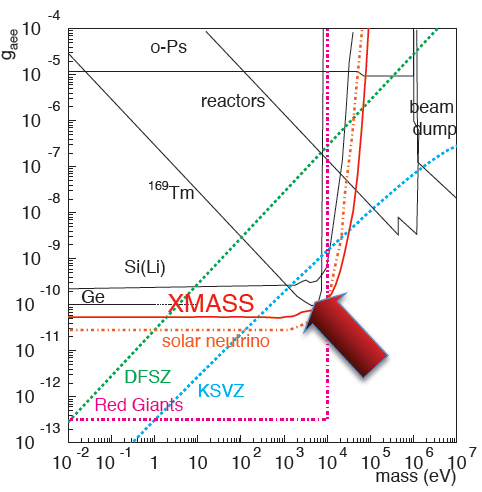 g_aee
10^-4
10^-5
10^-6
10^-7
10^-8
10^-9
10^-10
10^-11
10^-12
10^-13
o-Ps
reactors
beam
dump
169Tm
Si(Li)
Ge
XMASS
solar neutrino
DFSZ
KSVZ
Red Giants
10^-2 10^-1 1 10 10^2 10^3 10^4 10^5 10^6 10^7
mass (eV)